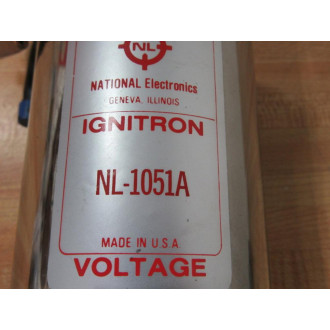 NL
NATIONAL Electronics
GENEVA, ILLINOIS
IGNITRON
NL-1051A
MADE IN U.S.A.
VOLTAGE